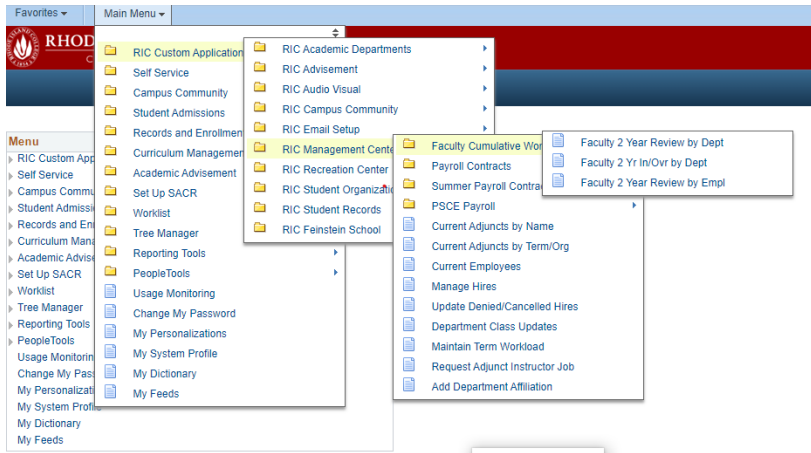 Favorites
Main Menu
RHOD
C
RIC Custom Application
Self Service
Campus Community
Student Admissions
Records and Enrollmen
Curriculum Managemen
Academic Advisement
Set Up SACR
Worklist
Tree Manager
Reporting Tools
PeopleTools
Usage Monitoring
Change My Password
My Personalizations
My System Profile
My Dictionary
My Feeds
RIC Academic Departments
RIC Advisement
RIC Audio Visual
RIC Campus Community
RIC Email Setup
RIC Management Cente
RIC Recreation Center
RIC Student Organizatio
RIC Student Records
RIC Feinstein School
Faculty Cumulative Wor
Payroll Contracts
Summer Payroll Contra
PSCE Payroll
Current Adjuncts by Name
Current Adjuncts by Term/Org
Current Employees
Manage Hires
Update Denied/Cancelled Hires
Department Class Updates
Maintain Term Workload
Request Adjunct Instructor Job
Add Department Affiliation
Faculty 2 Year Review by Dept
Faculty 2 Yr In/Ovr by Dept
Faculty 2 Year Review by Empl
Menu
RIC Custom App
Self Service
Campus Commu
Student Admissi
Records and En
Curriculum Mana
Academic Advise
Set Up SACR
Worklist
Tree Manager
Reporting Tools
PeopleTools
Usage Monitorin
Change My Pass
My Personalizati
My System Profile
My Dictionary
My Feeds